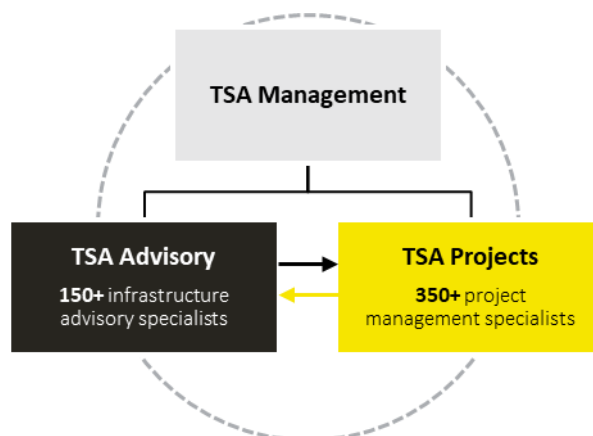 TSA Management
TSA Advisory
150+ infrastructure
advisory specialists
TSA Projects
350+ project
management specialists